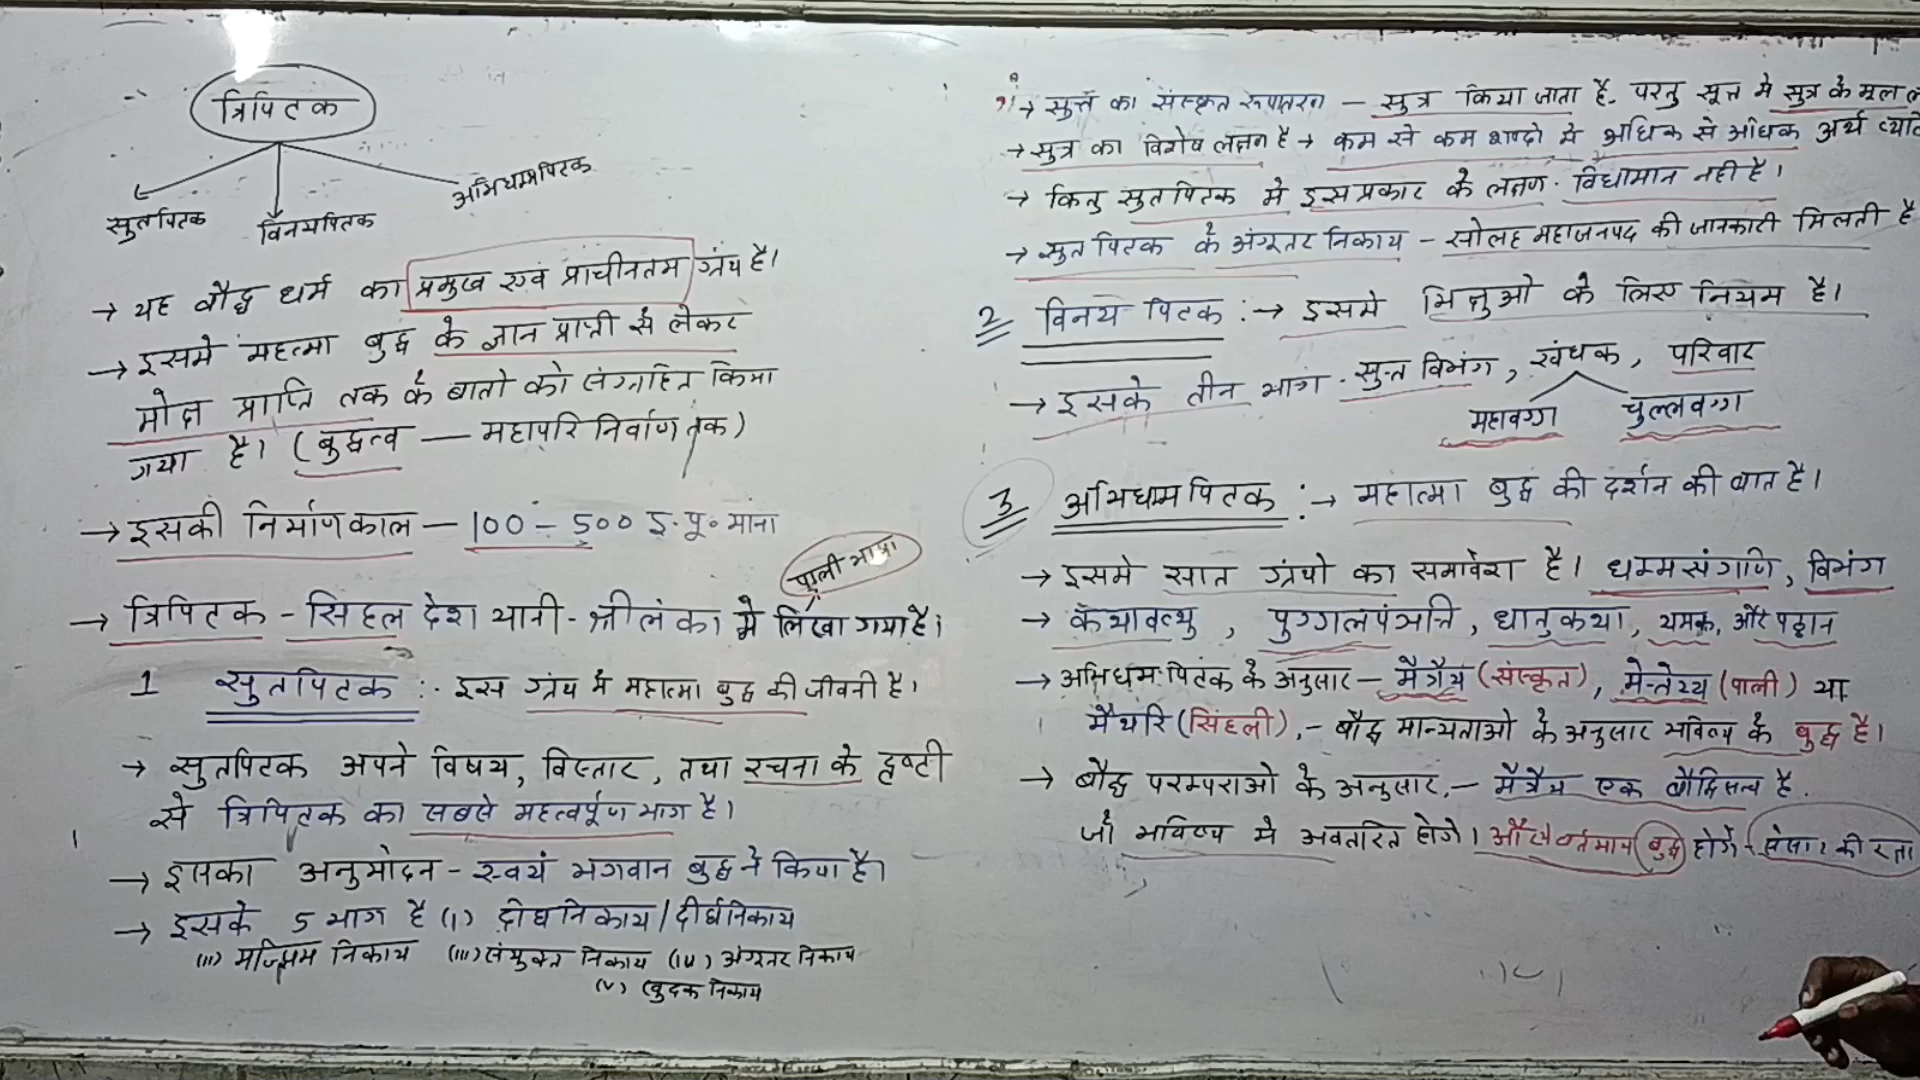 त्रिपिटक
सुतपिटक
विनयपिटक
अभिधम्मपिटक
→ यह बौद्ध धर्म का प्रमुख एवं प्राचीनतम ग्रंथ है।
→ इसमे महत्मा बुद्ध के ज्ञान प्राप्ती से लेकर
मोक्ष प्राप्ति तक के बातो को संग्रहित किया
गया है। (बुद्धत्व — महापरिनिर्वाण तक)
→ इसकी निर्माणकाल — 100 – 500 इ.पू० माना
पाली भाषा
→ त्रिपिटक - सिंहल देश यानी - श्रीलंका मे लिखा गया है।
1 सुतपिटक :- इस ग्रंथ मे महात्मा बुद्ध की जीवनी है।
→ सुतपिटक अपने विषय, विस्तार, तथा रचना के दृष्टी
से त्रिपिटक का सबसे महत्वपूर्ण भाग है।
→ इसका अनुमोदन - स्वयं भगवान बुद्ध ने किया है।
→ इसके 5 भाग है (i) दीघनिकाय/दीर्घनिकाय
(ii) मज्झिम निकाय (iii) संयुक्त निकाय (iv) अंगुतर निकाय
(v) खुदक निकाय
→ सुत्त का संस्कृत रूपांतरण — सुत्र किया जाता है. परंतु सूत्त मे सुत्र के मूल
→ सुत्र का विशेष लक्षण है → कम से कम शब्दो मे अधिक से अधिक अर्थ
→ किंतु सुतपिटक मे इस प्रकार के लक्षण विद्यामान नही है।
→ सुत पिटक के अंगुतर निकाय - सोलह महाजनपद की जानकारी मिलती है
2 विनय पिटक :→ इसमे भिक्षुओ के लिए नियम है।
→ इसके तीन भाग - सुत्त विभंग, खंधक, परिवार
महावग्ग चुल्लवग्ग
3 अभिधम्मपिटक :→ महात्मा बुद्ध की दर्शन की बात है।
→ इसमे सात ग्रंथो का समावेश है। धम्मसंगणि, विभंग
→ कथावत्थु, पुग्गलपंञत्ति, धातुकथा, यमक, और पट्ठान
→ अभिधम्मपिटक के अनुसार — मैत्रेय (संस्कृत), मेत्तेय्य (पाली) या
मैथरि (सिंहली), - बौद्ध मान्यताओ के अनुसार भविष्य के बुद्ध है।
→ बौद्ध परम्पराओ के अनुसार, — मैत्रेय एक बौधिसत्व है.
जो भविष्य मे अवतरित होगे। और वर्तमान बुद्ध होगे - संसार की रक्षा